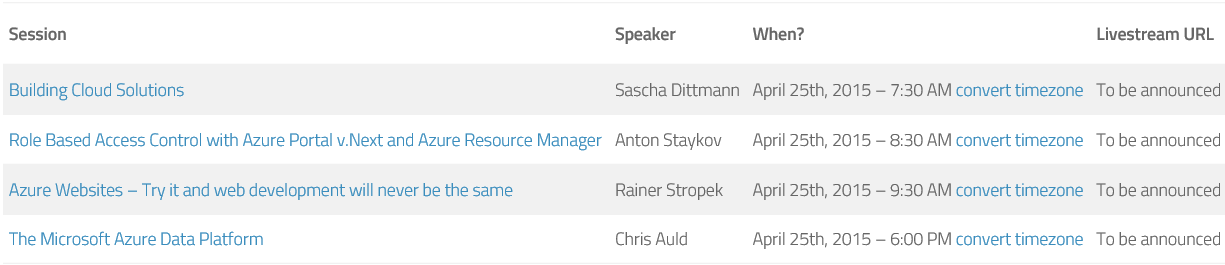 Session Speaker When? Livestream URL
Building Cloud Solutions Sascha Dittmann April 25th, 2015 – 7:30 AM convert timezone To be announced
Role Based Access Control with Azure Portal v.Next and Azure Resource Manager Anton Staykov April 25th, 2015 – 8:30 AM convert timezone To be announced
Azure Websites – Try it and web development will never be the same Rainer Stropek April 25th, 2015 – 9:30 AM convert timezone To be announced
The Microsoft Azure Data Platform Chris Auld April 25th, 2015 – 6:00 PM convert timezone To be announced